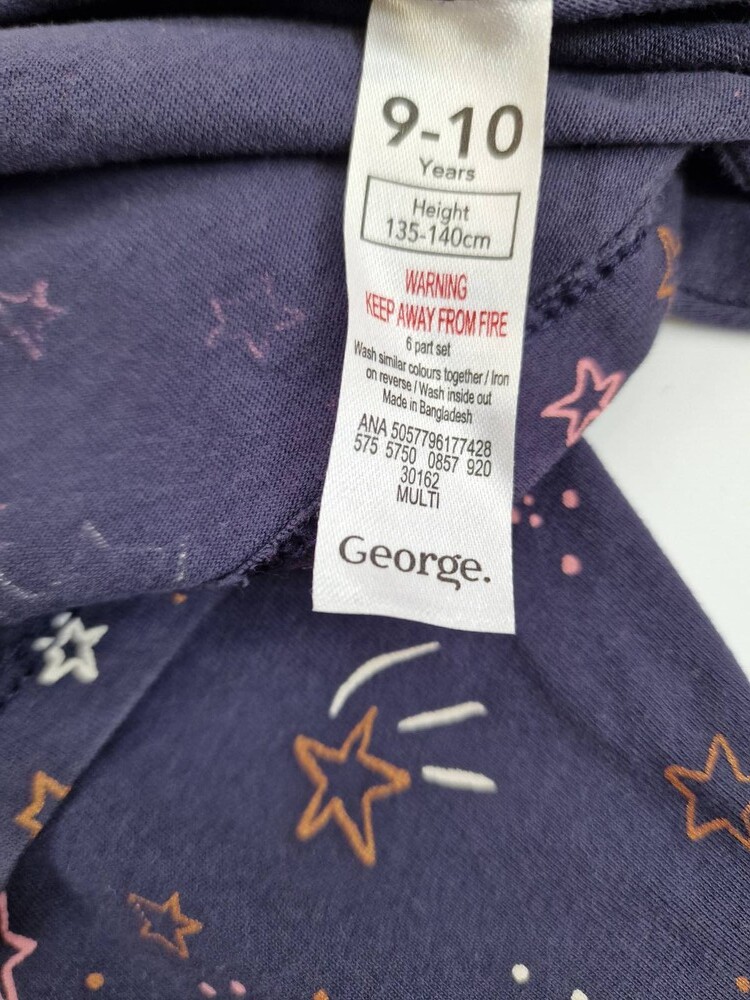 9-10
Years
Height
135-140cm
WARNING
KEEP AWAY FROM FIRE
6 part set
Wash similar colours together / Iron
on reverse / Wash inside out
Made in Bangladesh
ANA 5057796177428
575 5750 0857 920
30162
MULTI
George.